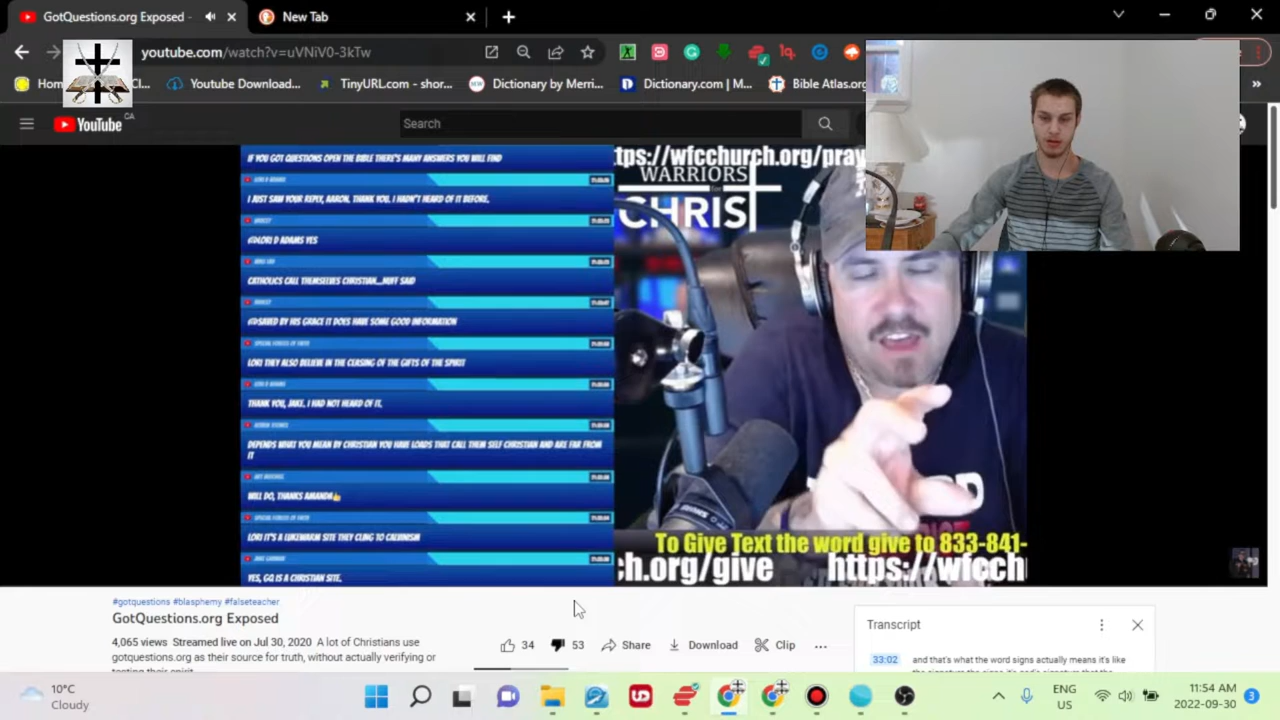 GotQuestions.org Exposed -
New Tab
youtube.com/watch?v=uVNiV0-3kTw
Youtube Download...
TinyURL.com - shor...
Dictionary by Merri...
Dictionary.com | M...
Bible Atlas.org
YouTube CA
Search
IF YOU GOT QUESTIONS OPEN THE BIBLE THERE'S MANY ANSWERS YOU WILL FIND
I JUST SAW YOUR REPLY, AARON. THANK YOU. I HADN"T HEARD OF IT BEFORE.
@LORI D ADAMS YES
CATHOLICS CALL THEMSELVES CHRISTIAN...NUFF SAID
@SAVED BY HIS GRACE IT DOES HAVE SOME GOOD INFORMATION
LORI THEY ALSO BELIEVE IN THE CEASING OF THE GIFTS OF THE SPIRIT
THANK YOU, JAKE. I HAD NOT HEARD OF IT.
DEPENDS WHAT YOU MEAN BY CHRISTIAN YOU HAVE LOADS THAT CALL THEM SELF CHRISTIAN AND ARE FAR FROM
IT
WILL DO, THANKS AMANDA
LORI IT'S A LUKEWARM SITE THEY CLING TO CALVINISM
YES, GQ IS A CHRISTIAN SITE.
ttps://wfcchurch.org/pray
WARRIORS
for
CHRIST
To Give Text the word give to 833-841-
ch.org/give
https://wfcch
#gotquestions #blasphemy #falseteacher
GotQuestions.org Exposed
4,065 views Streamed live on Jul 30, 2020 A lot of Christians use
gotquestions.org as their source for truth, without actually verifying or
testing their spirit
34
53
Share
Download
Clip
Transcript
33:02
and that's what the word signs actually means it's like
10°C
Cloudy
ENG
US
11:54 AM
2022-09-30
3